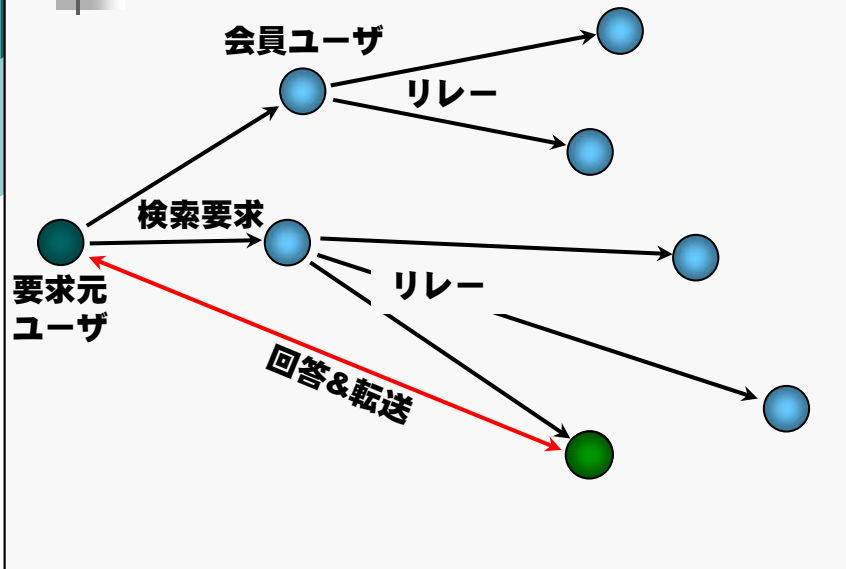 会員ユーザ
リレー
検索要求
リレー
要求元
ユーザ
回答&転送